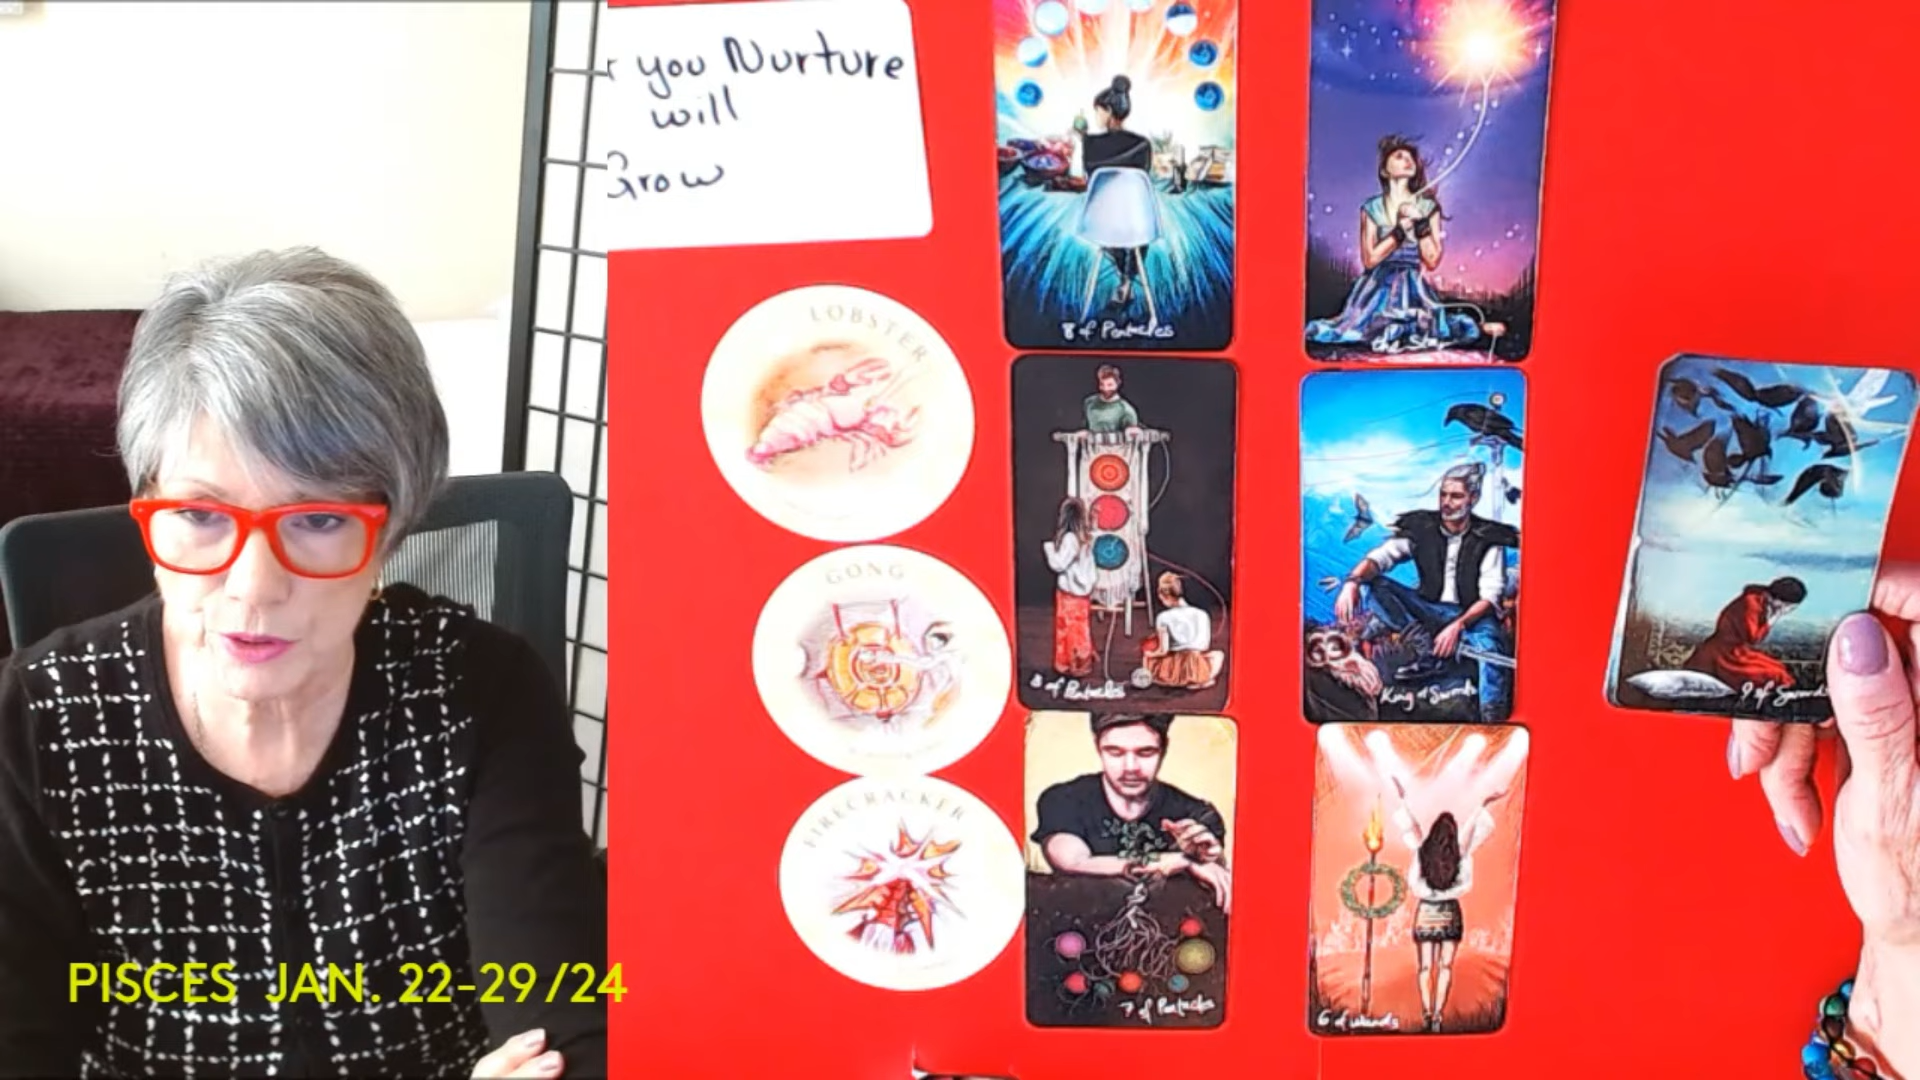 you Nurture
will
Grow
LOBSTER
GONG
FIRECRACKER
8 of Pentacles
the Star
3 of Pentacles
King of Swords
9 of Swords
7 of Pentacles
6 of wands
PISCES JAN. 22-29/24